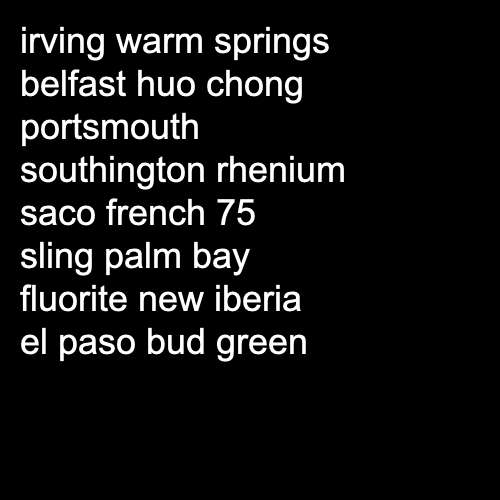 irving warm springs
belfast huo chong
portsmouth
southington rhenium
saco french 75
sling palm bay
fluorite new iberia
el paso bud green